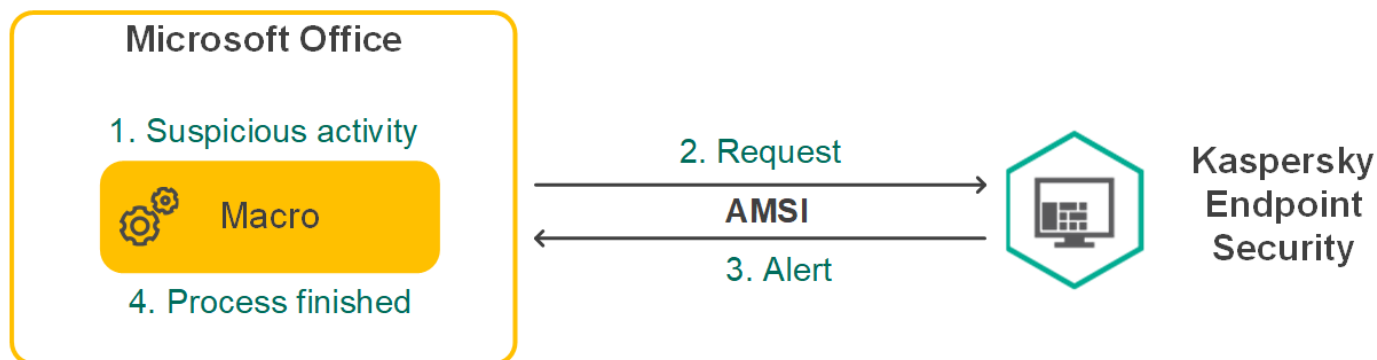 Microsoft Office
1. Suspicious activity
Macro
4. Process finished
2. Request
AMSI
3. Alert
Kaspersky
Endpoint
Security